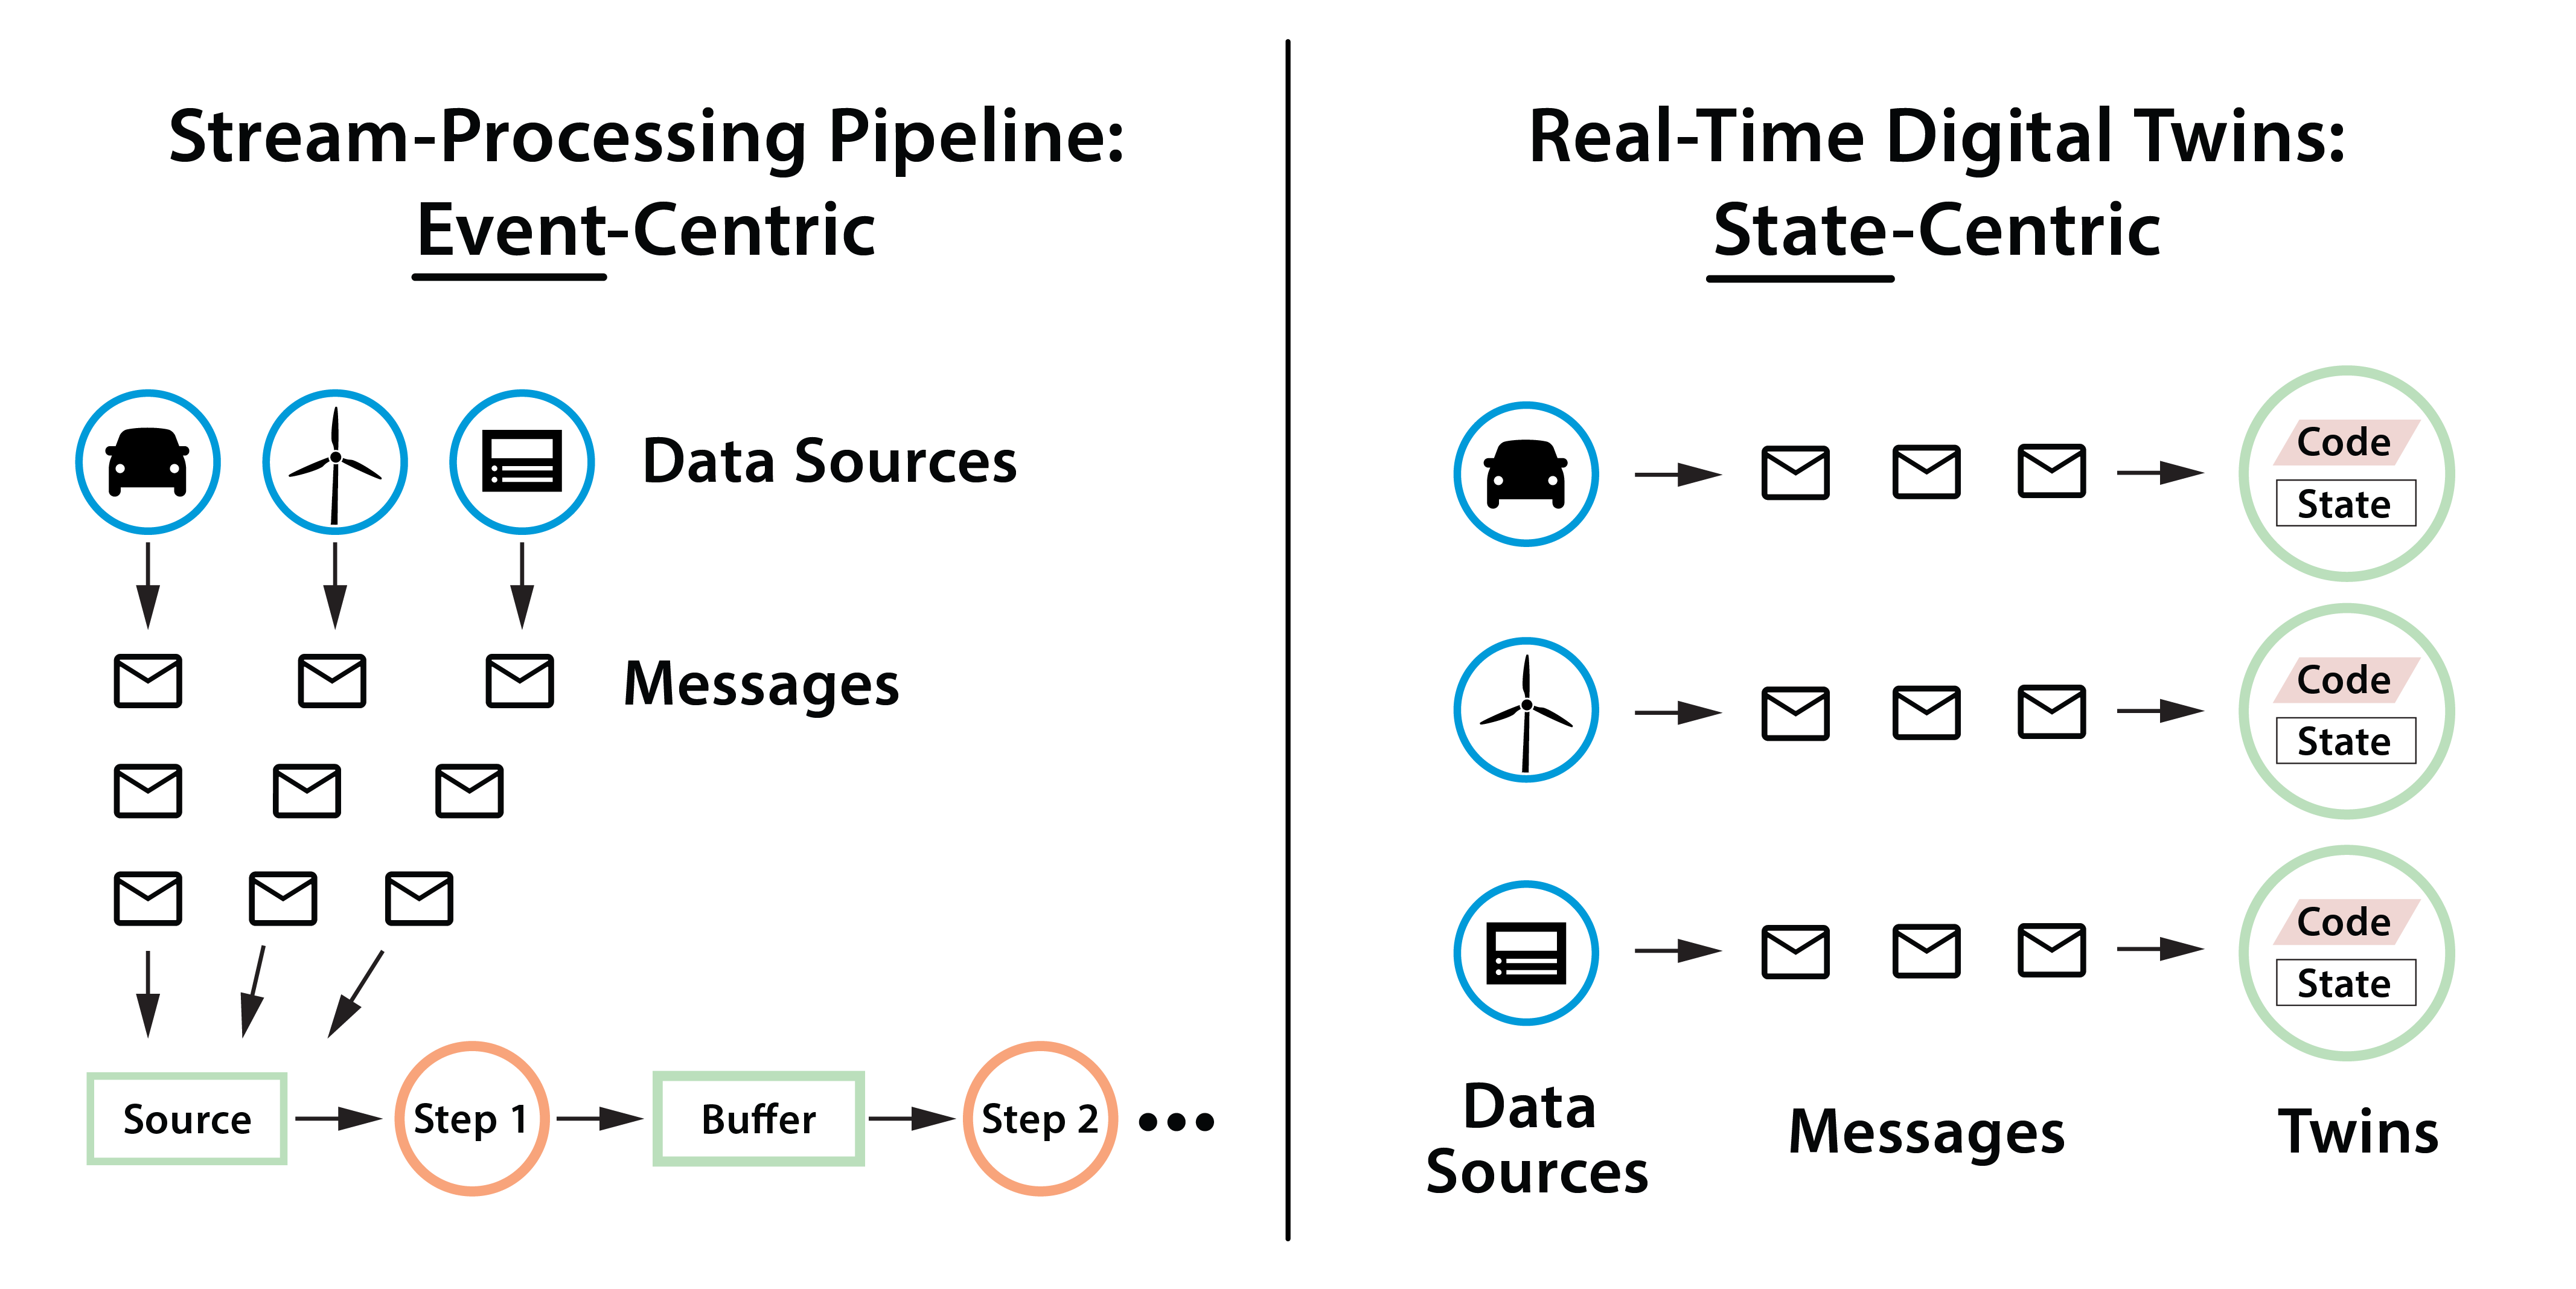 Stream-Processing Pipeline:
Event-Centric
Data Sources
Messages
Source
Step 1
Buffer
Step 2
Real-Time Digital Twins:
State-Centric
Code
State
Code
State
Code
State
Data
Sources
Messages
Twins